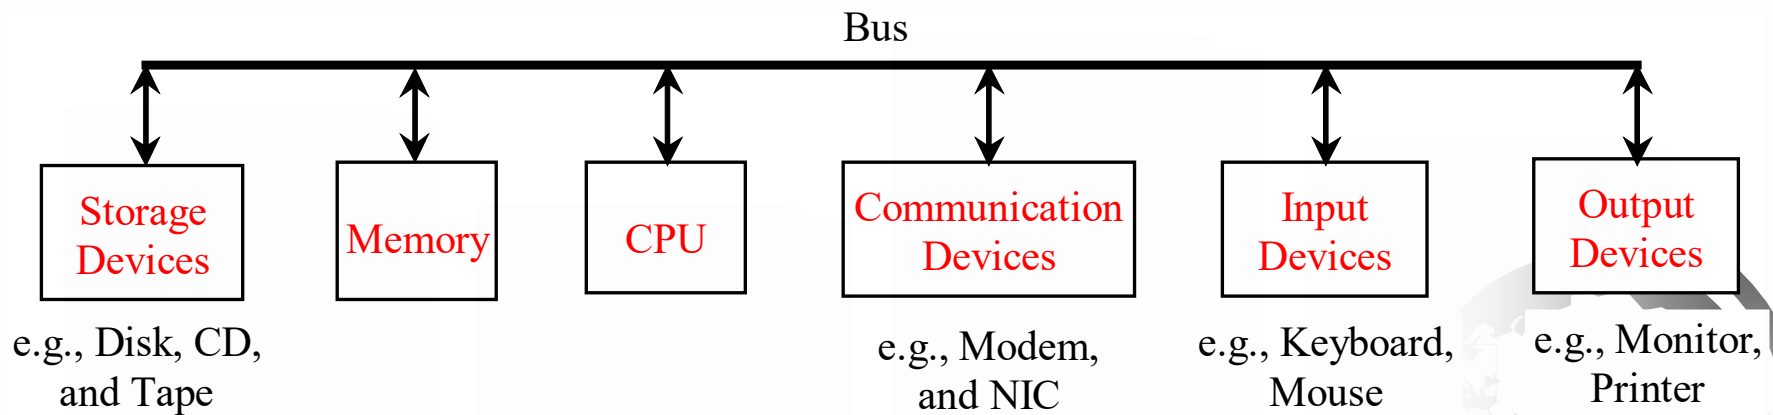 Bus
Storage
Devices
Memory
CPU
Communication
Devices
Input
Devices
Output
Devices
e.g., Disk, CD,
and Tape
e.g., Modem,
and NIC
e.g., Keyboard,
Mouse
e.g., Monitor,
Printer